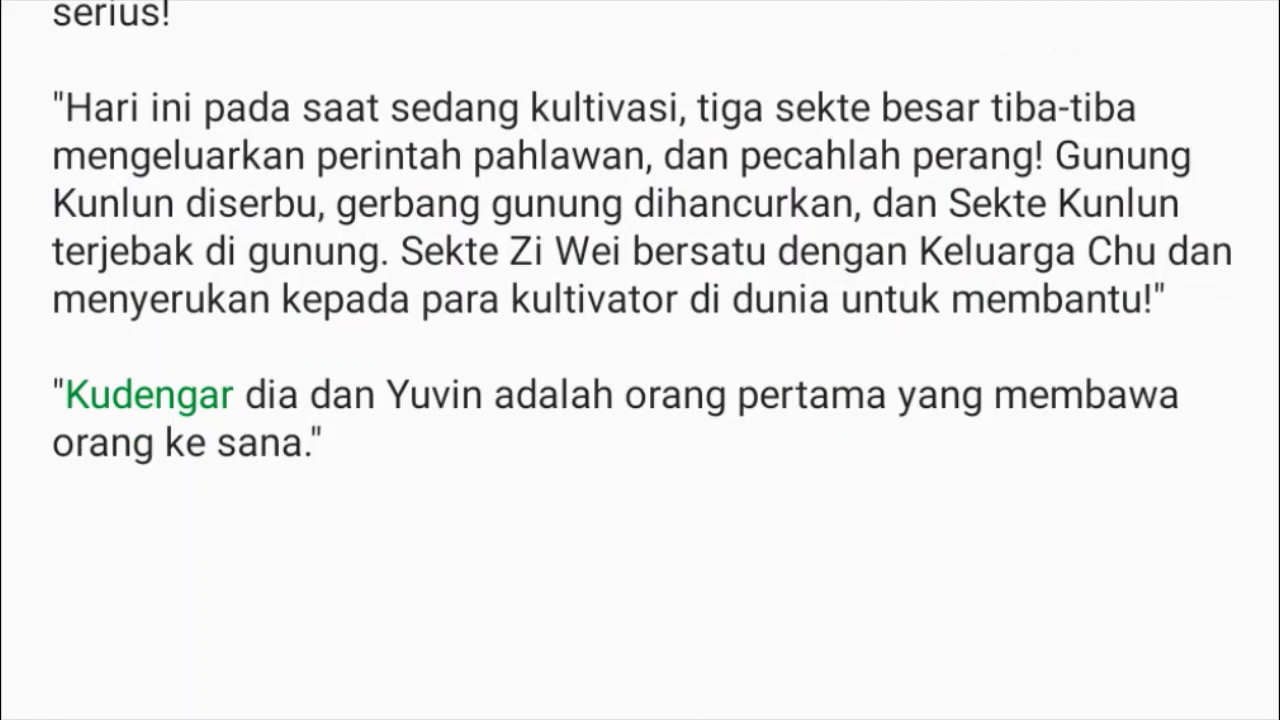 serius!
"Hari ini pada saat sedang kultivasi, tiga sekte besar tiba-tiba
mengeluarkan perintah pahlawan, dan pecahlah perang! Gunung
Kunlun diserbu, gerbang gunung dihancurkan, dan Sekte Kunlun
terjebak di gunung. Sekte Zi Wei bersatu dengan Keluarga Chu dan
menyerukan kepada para kultivator di dunia untuk membantu!"
"Kudengar dia dan Yuvin adalah orang pertama yang membawa
orang ke sana."